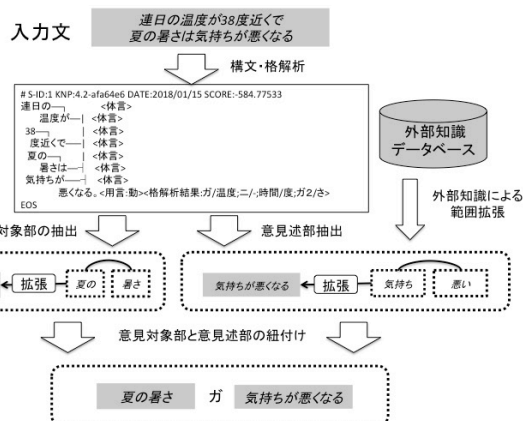 入力文
連日の温度が38度近くで
夏の暑さは気持ちが悪くなる
構文・格解析
# S-ID:1 KNP:4.2-afa64e6 DATE:2018/01/15 SCORE:-584.77533
連日の─┐ <体言>
温度が─┤ <体言>
38─┐ <体言>
度近くで─┤ <体言>
夏の─┐ <体言>
暑さは─┤ <体言>
気持ちが─┤ <体言>
悪くなる。<用言:動><格解析結果:ガ/温度;ニ/-;時間/度;ガ2/さ>
EOS
外部知識
データベース
外部知識による
範囲拡張
対象部の抽出
意見述部抽出
拡張
夏の
暑さ
気持ちが悪くなる
拡張
気持ち
悪い
意見対象部と意見述部の紐付け
夏の暑さ ガ 気持ちが悪くなる